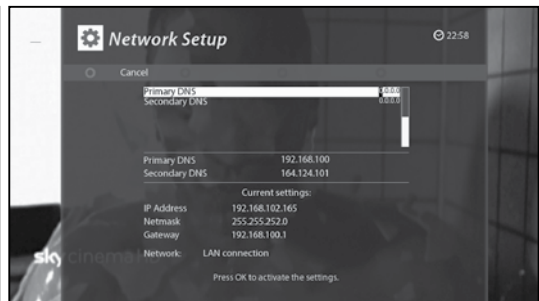 Network Setup
22:58
Cancel
Primary DNS 0.0.0.0
Secondary DNS 0.0.0.0
Primary DNS 192.168.100
Secondary DNS 164.124.101
Current settings:
IP Address 192.168.102.165
Netmask 255.255.252.0
Gateway 192.168.100.1
Network: LAN connection
Press OK to activate the settings.
sky cinema